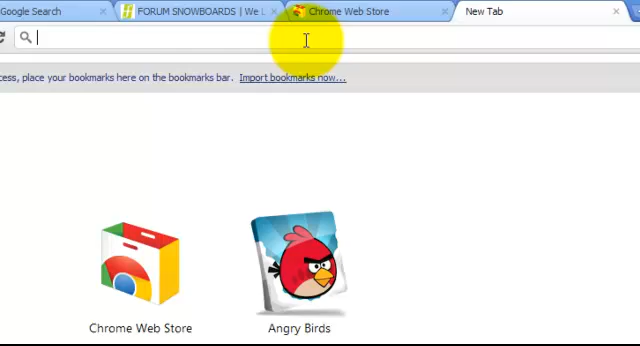 Google Search
FORUM SNOWBOARDS | We L
Chrome Web Store
New Tab
cess, place your bookmarks here on the bookmarks bar. Import bookmarks now...
Chrome Web Store
Angry Birds